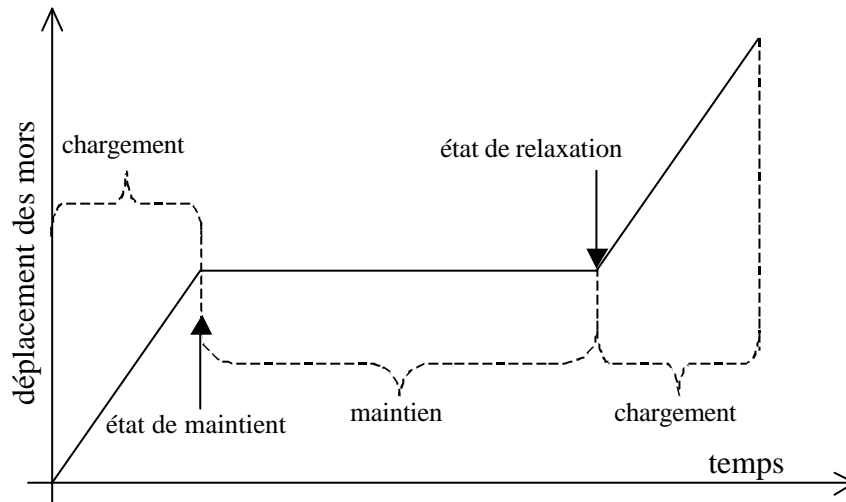 déplacement des mors
chargement
état de relaxation
état de maintient
maintien
chargement
temps